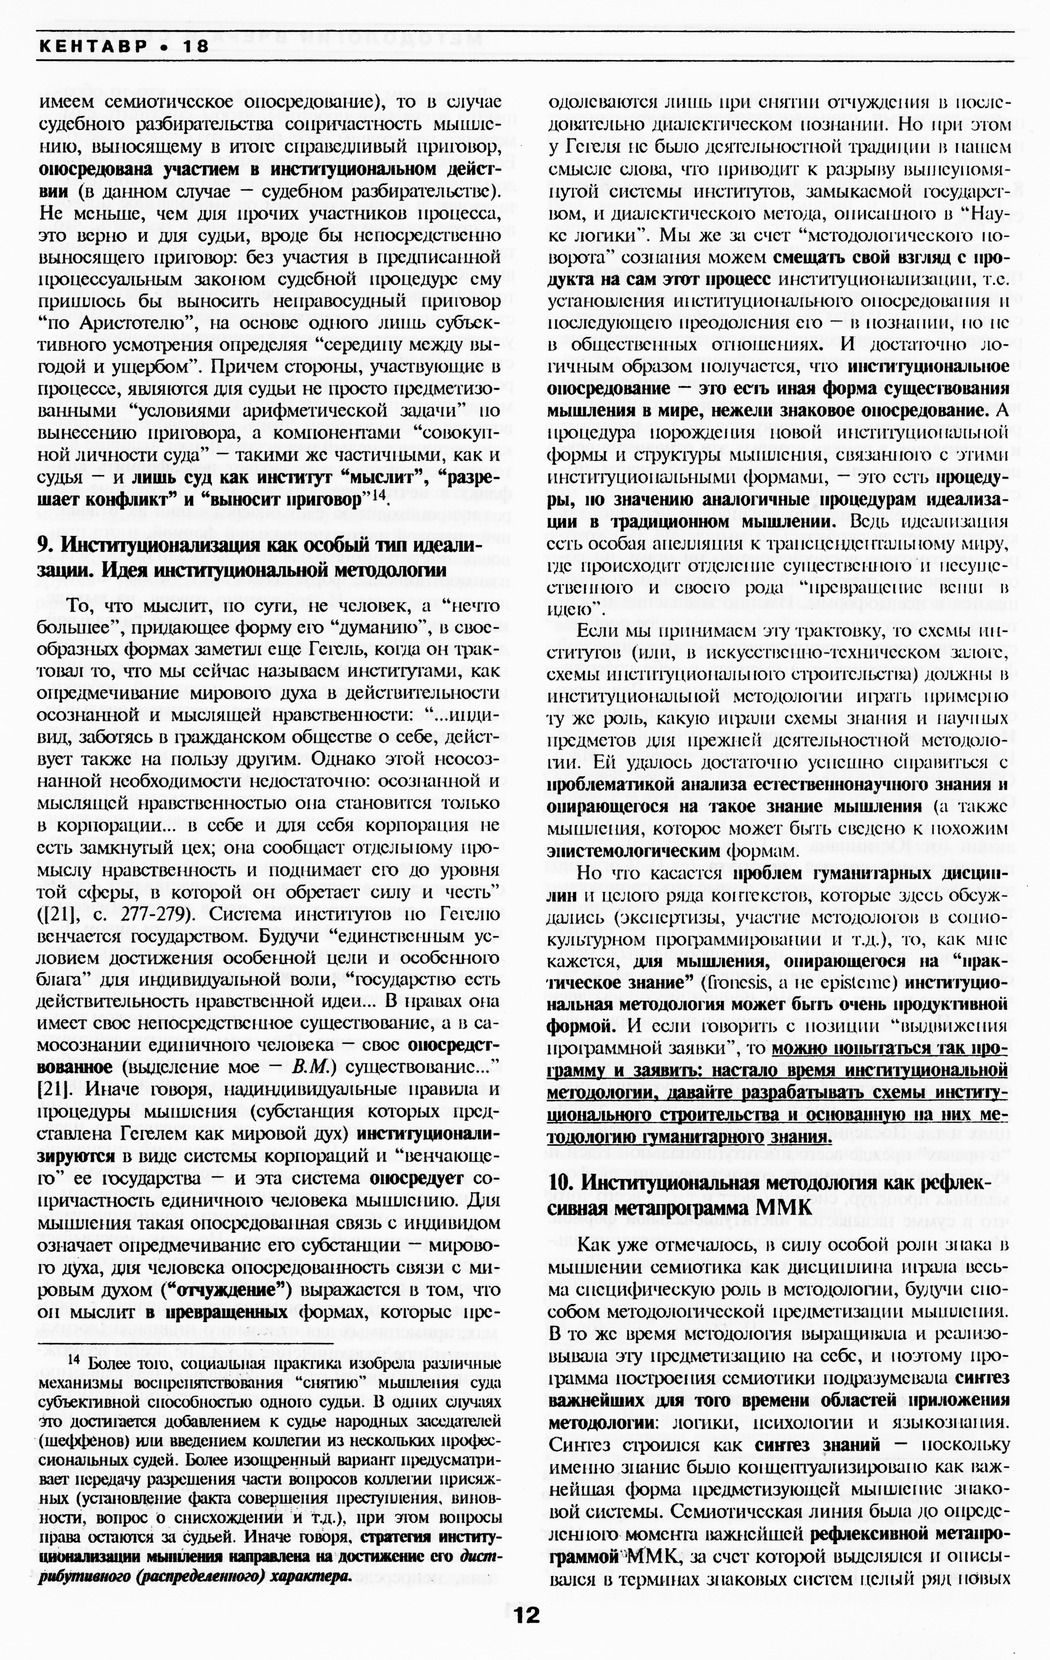 КЕНТАВР • 18
имеем семиотическое опосредование), то в случае
судебного разбирательства сопричастность мышле-
нию, выносящему в итоге справедливый приговор,
опосредована участием в институциональном дейст-
вии (в данном случае — судебном разбирательстве).
Не меньше, чем для прочих участников процесса,
это верно и для судьи, вроде бы непосредственно
выносящего приговор: без участия в предписанной
процессуальным законом судебной процедуре ему
пришлось бы выносить неправосудный приговор
“по Аристотелю”, на основе одного лишь субъек-
тивного усмотрения определяя “середину между вы-
годой и ущербом”. Причем стороны, участвующие в
процессе, являются для судьи не просто предметизо-
ванными “условиями арифметической задачи” по
вынесению приговора, а компонентами “совокуп-
ной личности суда” — такими же частичными, как и
судья — и лишь суд как институт “мыслит”, “разре-
шает конфликт” и “выносит приговор”14.
9. Институционализация как особый тип идеали-
зации. Идея институциональной методологии
То, что мыслит, по сути, не человек, а “нечто
большее”, придающее форму его “думанию”, в свое-
образных формах заметил еще Гегель, когда он трак-
товал то, что мы сейчас называем институтами, как
опредмечивание мирового духа в действительности
осознанной и мыслящей нравственности: “...инди-
вид, заботясь в гражданском обществе о себе, дейст-
вует также на пользу другим. Однако этой неосоз-
нанной необходимости недостаточно: осознанной и
мыслящей нравственностью она становится только
в корпорации... в себе и для себя корпорация не
есть замкнутый цех; она сообщает отдельному про-
мыслу нравственность и поднимает его до уровня
той сферы, в которой он обретает силу и честь”
([21], с. 277-279). Система институтов по Гегелю
венчается государством. Будучи “единственным ус-
ловием достижения особенной цели и особенного
блага” для индивидуальной воли, “государство есть
действительность нравственной идеи... В нравах она
имеет свое непосредственное существование, а в са-
мосознании единичного человека — свое опосредст-
вованное (выделение мое — В.М.) существование...”
[21]. Иначе говоря, надиндивидуальные правила и
процедуры мышления (субстанция которых пред-
ставлена Гегелем как мировой дух) институционали-
зируются в виде системы корпораций и “венчающе-
го” ее государства — и эта система опосредует со-
причастность единичного человека мышлению. Для
мышления такая опосредованная связь с индивидом
означает опредмечивание его субстанции — мирово-
го духа, для человека опосредованность связи с ми-
ровым духом (“отчуждение”) выражается в том, что
он мыслит в превращенных формах, которые пре-
14 Более того, социальная практика изобрела различные
механизмы воспрепятствования “снятию” мышления суда
субъективной способностью одного судьи. В одних случаях
это достигается добавлением к судье народных заседателей
(шеффенов) или введением коллегии из нескольких профес-
сиональных судей. Более изощренный вариант предусматри-
вает передачу разрешения части вопросов коллегии присяж-
ных (установление факта совершения преступления, винов-
ности, вопрос о снисхождении и т.д.), при этом вопросы
права остаются за судьей. Иначе говоря, стратегия институ-
ционализации мышления направлена на достижение его дист-
рибутивного (распределенного) характера.
одолеваются лишь при снятии отчуждения в после-
довательно диалектическом познании. Но при этом
у Гегеля не было деятельностной традиции в нашем
смысле слова, что приводит к разрыву вышеупомя-
нутой системы институтов, замыкаемой государст-
вом, и диалектического метода, описанного в “Нау-
ке логики”. Мы же за счет “методологического по-
ворота” сознания можем смещать свой взгляд с про-
дукта на сам этот процесс институционализации, т.е.
установления институционального опосредования и
последующего преодоления его — в познании, но не
в общественных отношениях. И достаточно ло-
гичным образом получается, что институциональное
опосредование — это есть иная форма существования
мышления в мире, нежели знаковое опосредование. А
процедура порождения новой институциональной
формы и структуры мышления, связанного с этими
институциональными формами, — это есть процеду-
ры, по значению аналогичные процедурам идеализа-
ции в традиционном мышлении. Ведь идеализация
есть особая апелляция к трансцендентальному миру,
где происходит отделение существенного и несуще-
ственного и своего рода “превращение вещи в
идею”.
Если мы принимаем эту трактовку, то схемы ин-
ститутов (или, в искусственно-техническом залоге,
схемы институционального строительства) должны в
институциональной методологии играть примерно
ту же роль, какую играли схемы знания и научных
предметов для прежней деятельностной методоло-
гии. Ей удалось достаточно успешно справиться с
проблематикой анализа естественнонаучного знания и
опирающегося на такое знание мышления (а также
мышления, которое может быть сведено к похожим
эпистемологическим формам.
Но что касается проблем гуманитарных дисцип-
лин и целого ряда контекстов, которые здесь обсуж-
дались (экспертизы, участие методологов в социо-
культурном программировании и т.д.), то, как мне
кажется, для мышления, опирающегося на “прак-
тическое знание” (fronesis, а не episteme) институцио-
нальная методология может быть очень продуктивной
формой. И если говорить с позиции “выдвижения
программной заявки”, то можно попытаться так про-
грамму и заявить: настало время институциональной
методологии, давайте разрабатывать схемы институ-
ционального строительства и основанную на них ме-
тодологию гуманитарного знания.
10. Институциональная методология как рефлек-
сивная метапрограмма ММК
Как уже отмечалось, в силу особой роли знака в
мышлении семиотика как дисциплина играла весь-
ма специфическую роль в методологии, будучи спо-
собом методологической предметизации мышления.
В то же время методология выращивала и реализо-
вывала эту предметизацию на себе, и поэтому про-
грамма построения семиотики подразумевала синтез
важнейших для того времени областей приложения
методологии: логики, психологии и языкознания.
Синтез строился как синтез знаний — поскольку
именно знание было концептуализировано как важ-
нейшая форма предметизующей мышление знако-
вой системы. Семиотическая линия была до опреде-
ленного момента важнейшей рефлексивной метапро-
граммой ММК, за счет которой выделялся и описы-
вался в терминах знаковых систем целый ряд новых
12